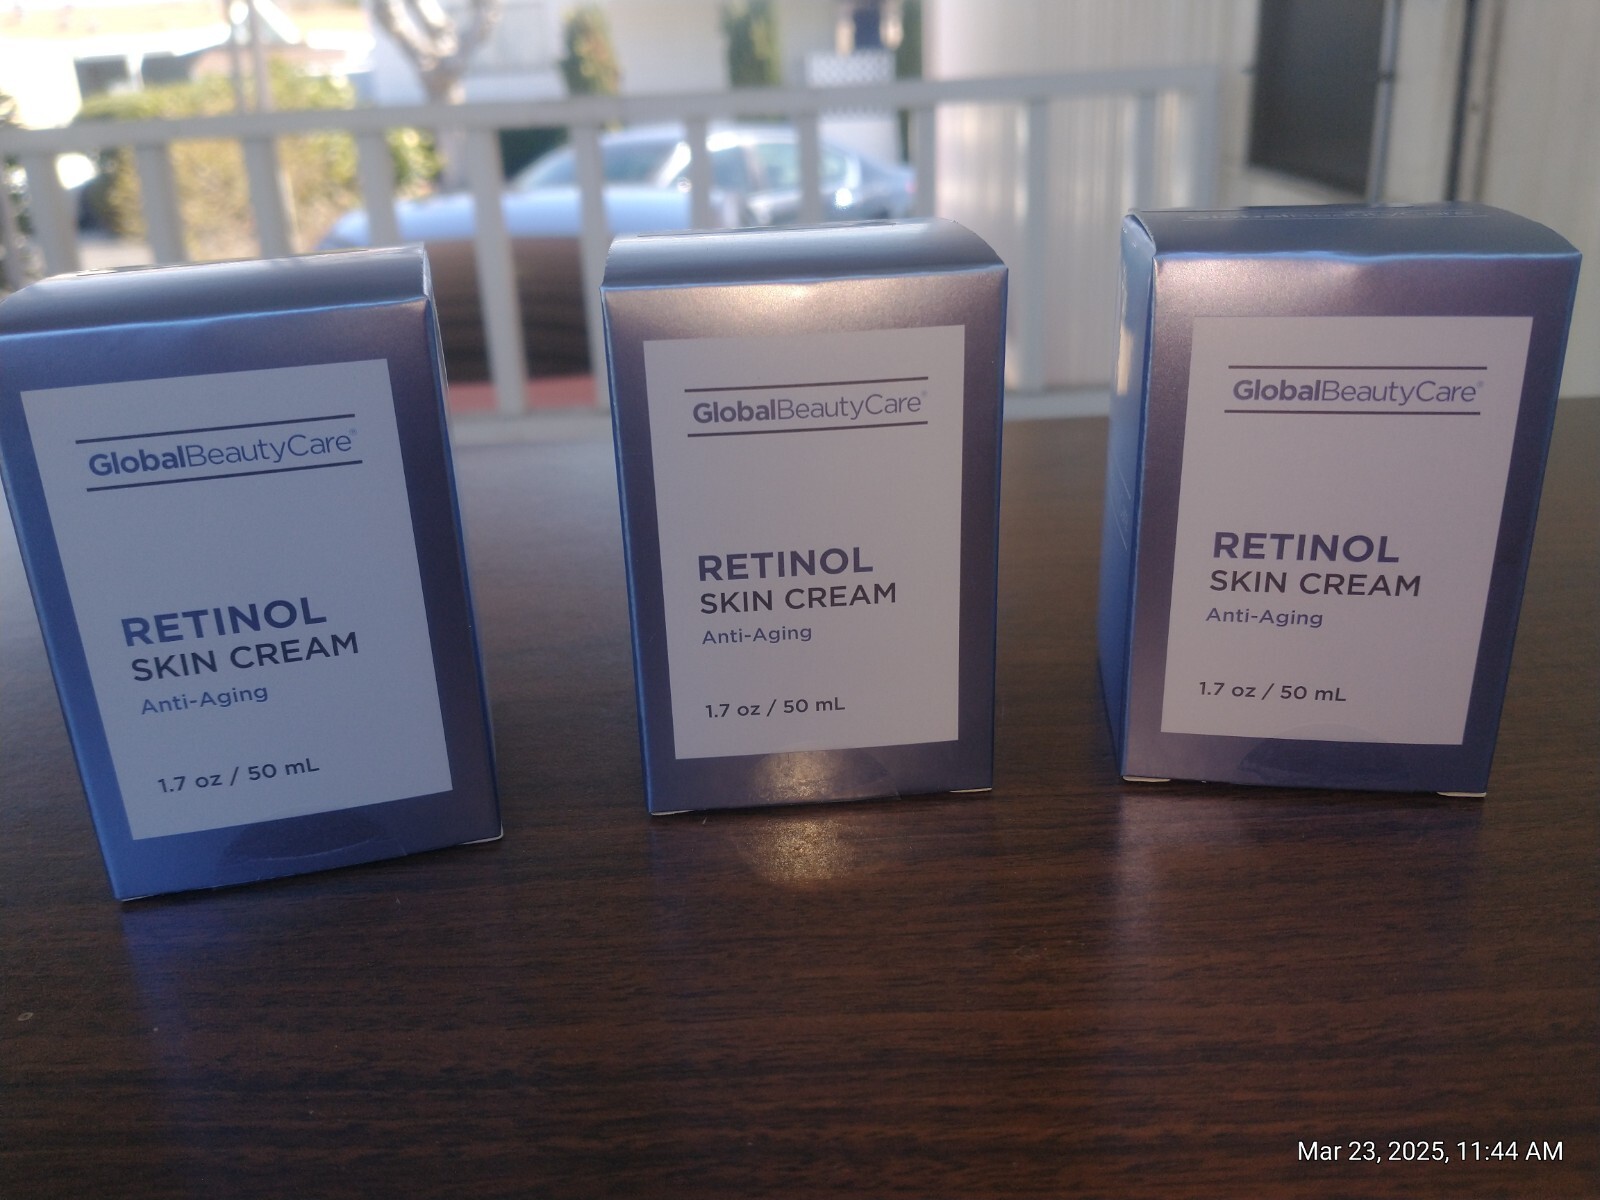 GlobalBeautyCare®
RETINOL
SKIN CREAM
Anti-Aging
1.7 oz / 50 mL
GlobalBeautyCare®
RETINOL
SKIN CREAM
Anti-Aging
1.7 oz / 50 mL
GlobalBeautyCare®
RETINOL
SKIN CREAM
Anti-Aging
1.7 oz / 50 mL
Mar 23, 2025, 11:44 AM